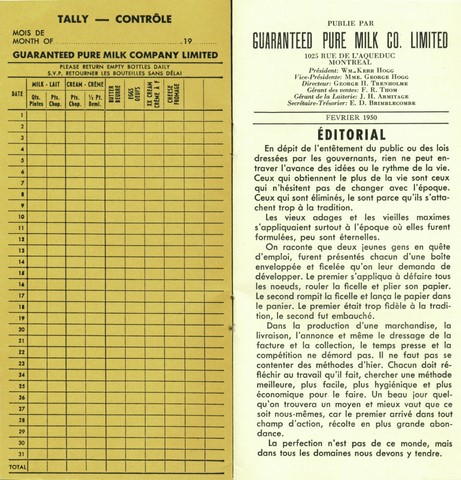 TALLY — CONTRÔLE
MOIS DE
MONTH OF 19
GUARANTEED PURE MILK COMPANY LIMITED
PLEASE RETURN EMPTY BOTTLES DAILY
S.V.P. RETOURNER LES BOUTEILLES SANS DÉLAI
DATE
MILK - LAIT
CREAM - CRÈME
Qts. Pintes
Pts. Chop.
Pts. Chop.
½ Pt. Demi.
BUTTER BEURRE
EGGS OEUFS
XX CREAM CRÈME À F
CHEESE FROMAGE
1
2
3
4
5
6
7
8
9
10
11
12
13
14
15
16
17
18
19
20
21
22
23
24
25
26
27
28
29
30
31
TOTAL
PUBLIE PAR
GUARANTEED PURE MILK CO. LIMITED
1025 RUE DE L'AQUEDUC
MONTREAL
Président: Wm. Kerr Hogg
Vice-Présidente: Mme. George Hogg
Directeur: George H. Trenholme
Gérant des ventes: F. R. Thom
Gérant de la Laiterie: J. H. Armitage
Secrétaire-Trésorier: E. D. Brimblecombe
FEVRIER 1950
ÉDITORIAL
En dépit de l'entêtement du public ou des lois
dressées par les gouvernants, rien ne peut en-
traver l'avance des idées ou le rythme de la vie.
Ceux qui obtiennent le plus de la vie sont ceux
qui n'hésitent pas de changer avec l'époque.
Ceux qui sont éliminés, le sont parce qu'ils s'atta-
chent trop à la tradition.
Les vieux adages et les vieilles maximes
s'appliquaient surtout à l'époque où elles furent
formulées, peu sont éternelles.
On raconte que deux jeunes gens en quête
d'emploi, furent présentés chacun d'une boîte
enveloppée et ficelée qu'on leur demanda de
développer. Le premier s'appliqua à défaire tous
les noeuds, rouler la ficelle et plier son papier.
Le second rompit la ficelle et lança le papier dans
le panier. Le premier était trop fidèle à la tradi-
tion, le second fut embauché.
Dans la production d'une marchandise, la
livraison, l'annonce et même le dressage de la
facture et la collection, le temps presse et la
compétition ne démord pas. Il ne faut pas se
contenter des méthodes d'hier. Chacun doit ré-
fléchir au travail qu'il fait, chercher une méthode
meilleure, plus facile, plus hygiénique et plus
économique pour le faire. Un beau jour quel-
qu'on trouvera un moyen et mieux vaut que ce
soit nous-mêmes, car le premier arrivé dans tout
champ d'action, récolte en plus grande abon-
dance.
La perfection n'est pas de ce monde, mais
dans tous les domaines nous devons y tendre.